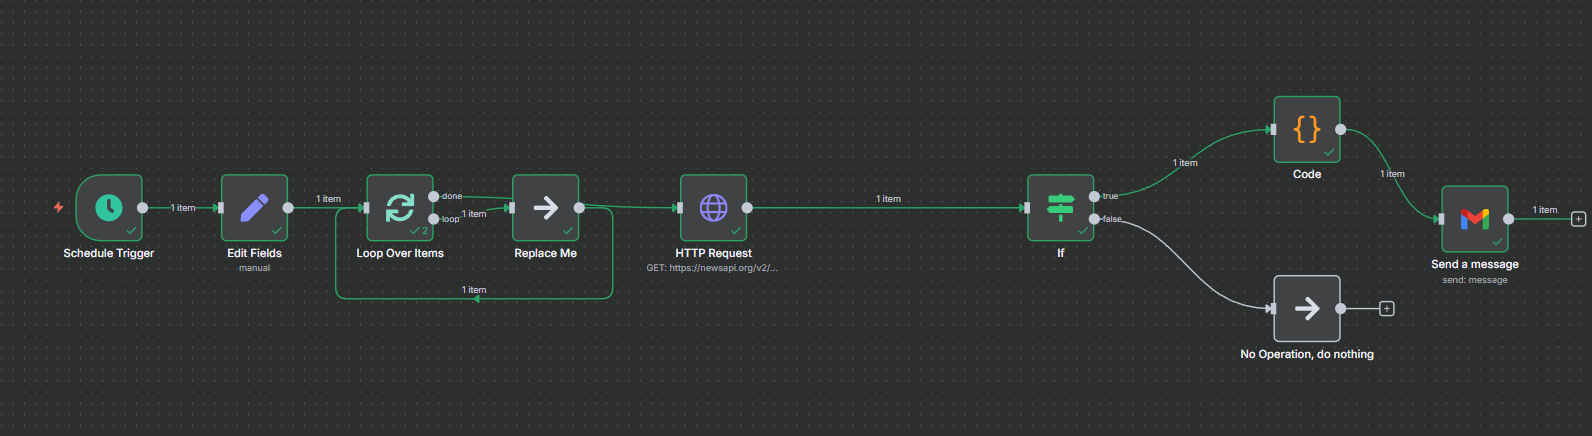 1 item
Schedule Trigger
1 item
Edit Fields
manual
done
loop
1 item
2
Loop Over Items
Replace Me
1 item
HTTP Request
GET: https://newsapi.org/v2/...
1 item
true
false
If
1 item
{}
Code
1 item
No Operation, do nothing
1 item
Send a message
send: message